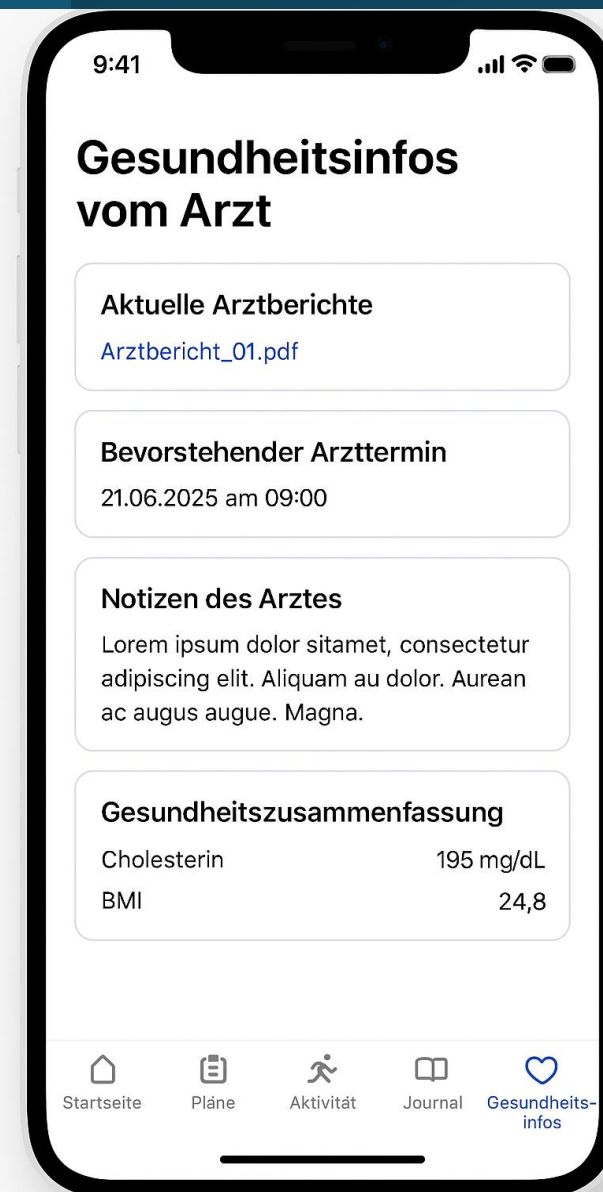 9:41
Gesundheitsinfos
vom Arzt
Aktuelle Arztberichte
Arztbericht_01.pdf
Bevorstehender Arzttermin
21.06.2025 am 09:00
Notizen des Arztes
Lorem ipsum dolor sitamet, consectetur
adipiscing elit. Aliquam au dolor. Aurean
ac augus augue. Magna.
Gesundheitszusammenfassung
Cholesterin 195 mg/dL
BMI 24,8
Startseite Pläne Aktivität Journal Gesundheits-
infos